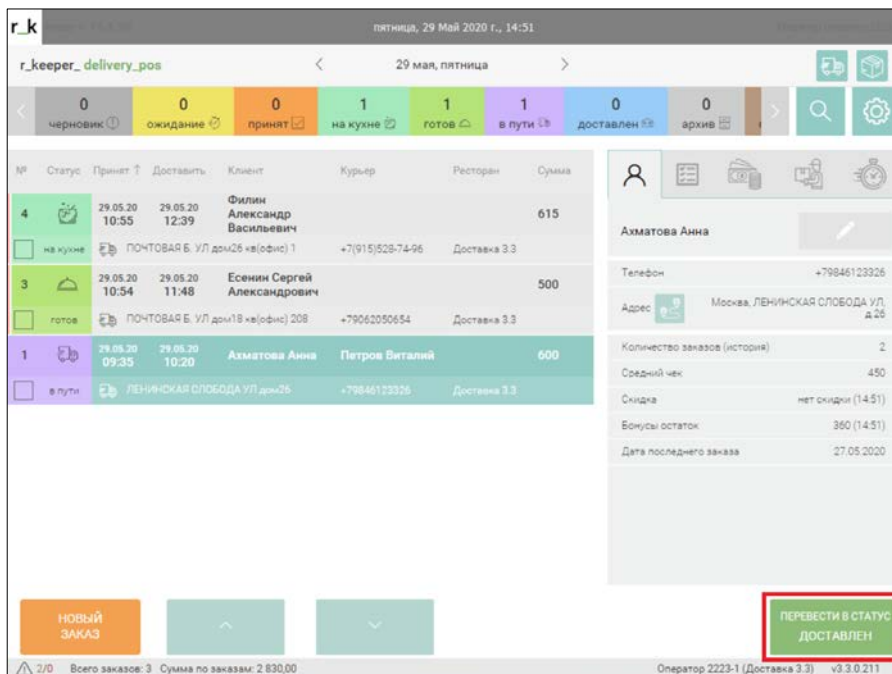 r_k
пятница, 29 Май 2020 г., 14:51
r_keeper_ delivery_pos
< 29 мая, пятница >
0 0 0 1 1 1 0 0
черновик ожидание принят на кухне готов в пути доставлен архив
№ Статус Принят ↑ Доставить Клиент Курьер Ресторан Сумма
4 29.05.20 10:55 29.05.20 12:39 Филин Александр Васильевич 615
на кухне ПОЧТОВАЯ Б. УЛ дом26 кв(офис) 1 +7(915)528-74-96 Доставка 3.3
3 29.05.20 10:54 29.05.20 11:48 Есенин Сергей Александрович 500
готов ПОЧТОВАЯ Б. УЛ дом18 кв(офис) 208 +79062050654 Доставка 3.3
1 29.05.20 09:35 29.05.20 10:20 Ахматова Анна Петров Виталий 600
в пути ЛЕНИНСКАЯ СЛОБОДА УЛ дом26 +79846123326 Доставка 3.3
Ахматова Анна
Телефон +79846123326
Адрес Москва, ЛЕНИНСКАЯ СЛОБОДА УЛ, д 26
Количество заказов (история) 2
Средний чек 450
Скидка нет скидки (14:51)
Бонусы остаток 360 (14:51)
Дата последнего заказа 27.05.2020
НОВЫЙ
ЗАКАЗ
ПЕРЕВЕСТИ В СТАТУС
ДОСТАВЛЕН
2/0 Всего заказов: 3 Сумма по заказам: 2 830,00 Оператор 2223-1 (Доставка 3.3) v3.3.0.211